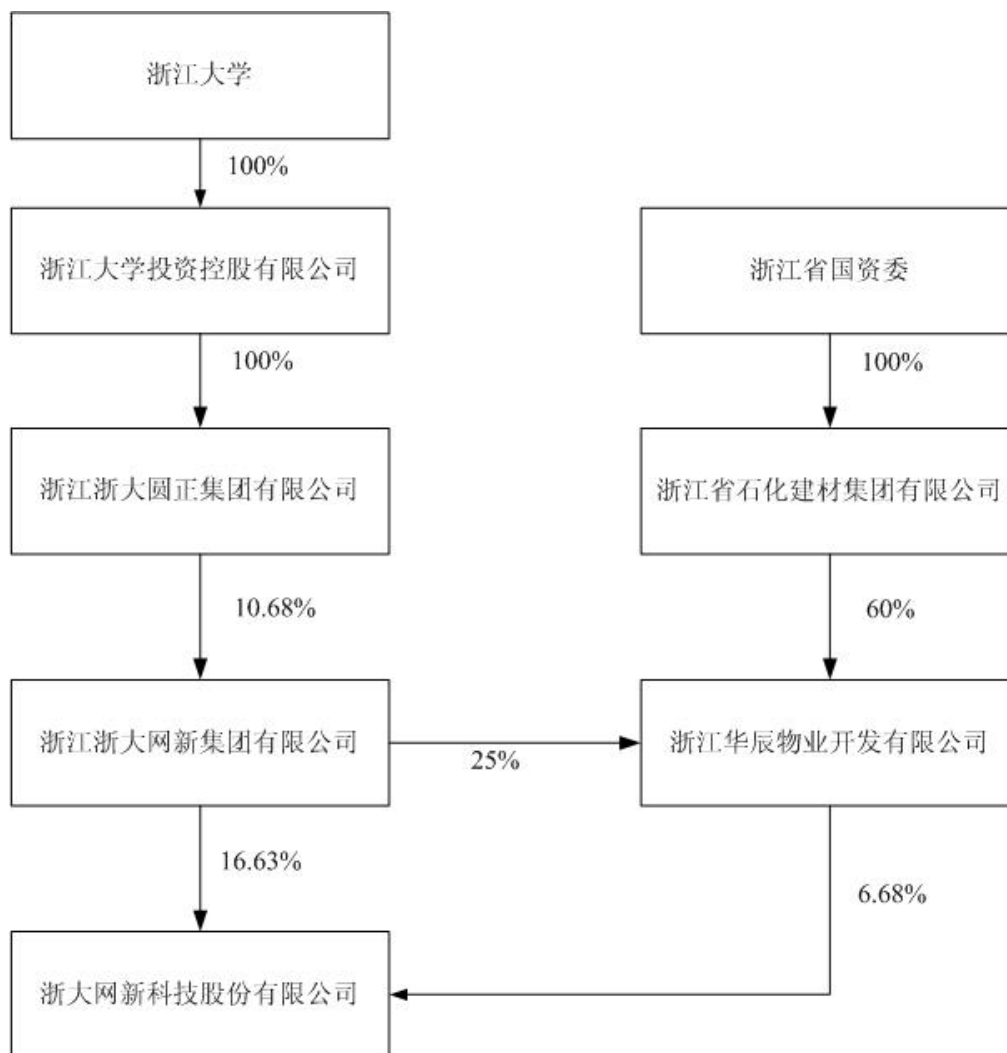 浙江大学
100%
浙江大学投资控股有限公司
浙江省国资委
100%
100%
浙江浙大圆正集团有限公司
浙江省石化建材集团有限公司
10.68%
60%
浙江浙大网新集团有限公司
浙江华辰物业开发有限公司
25%
16.63%
6.68%
浙大网新科技股份有限公司